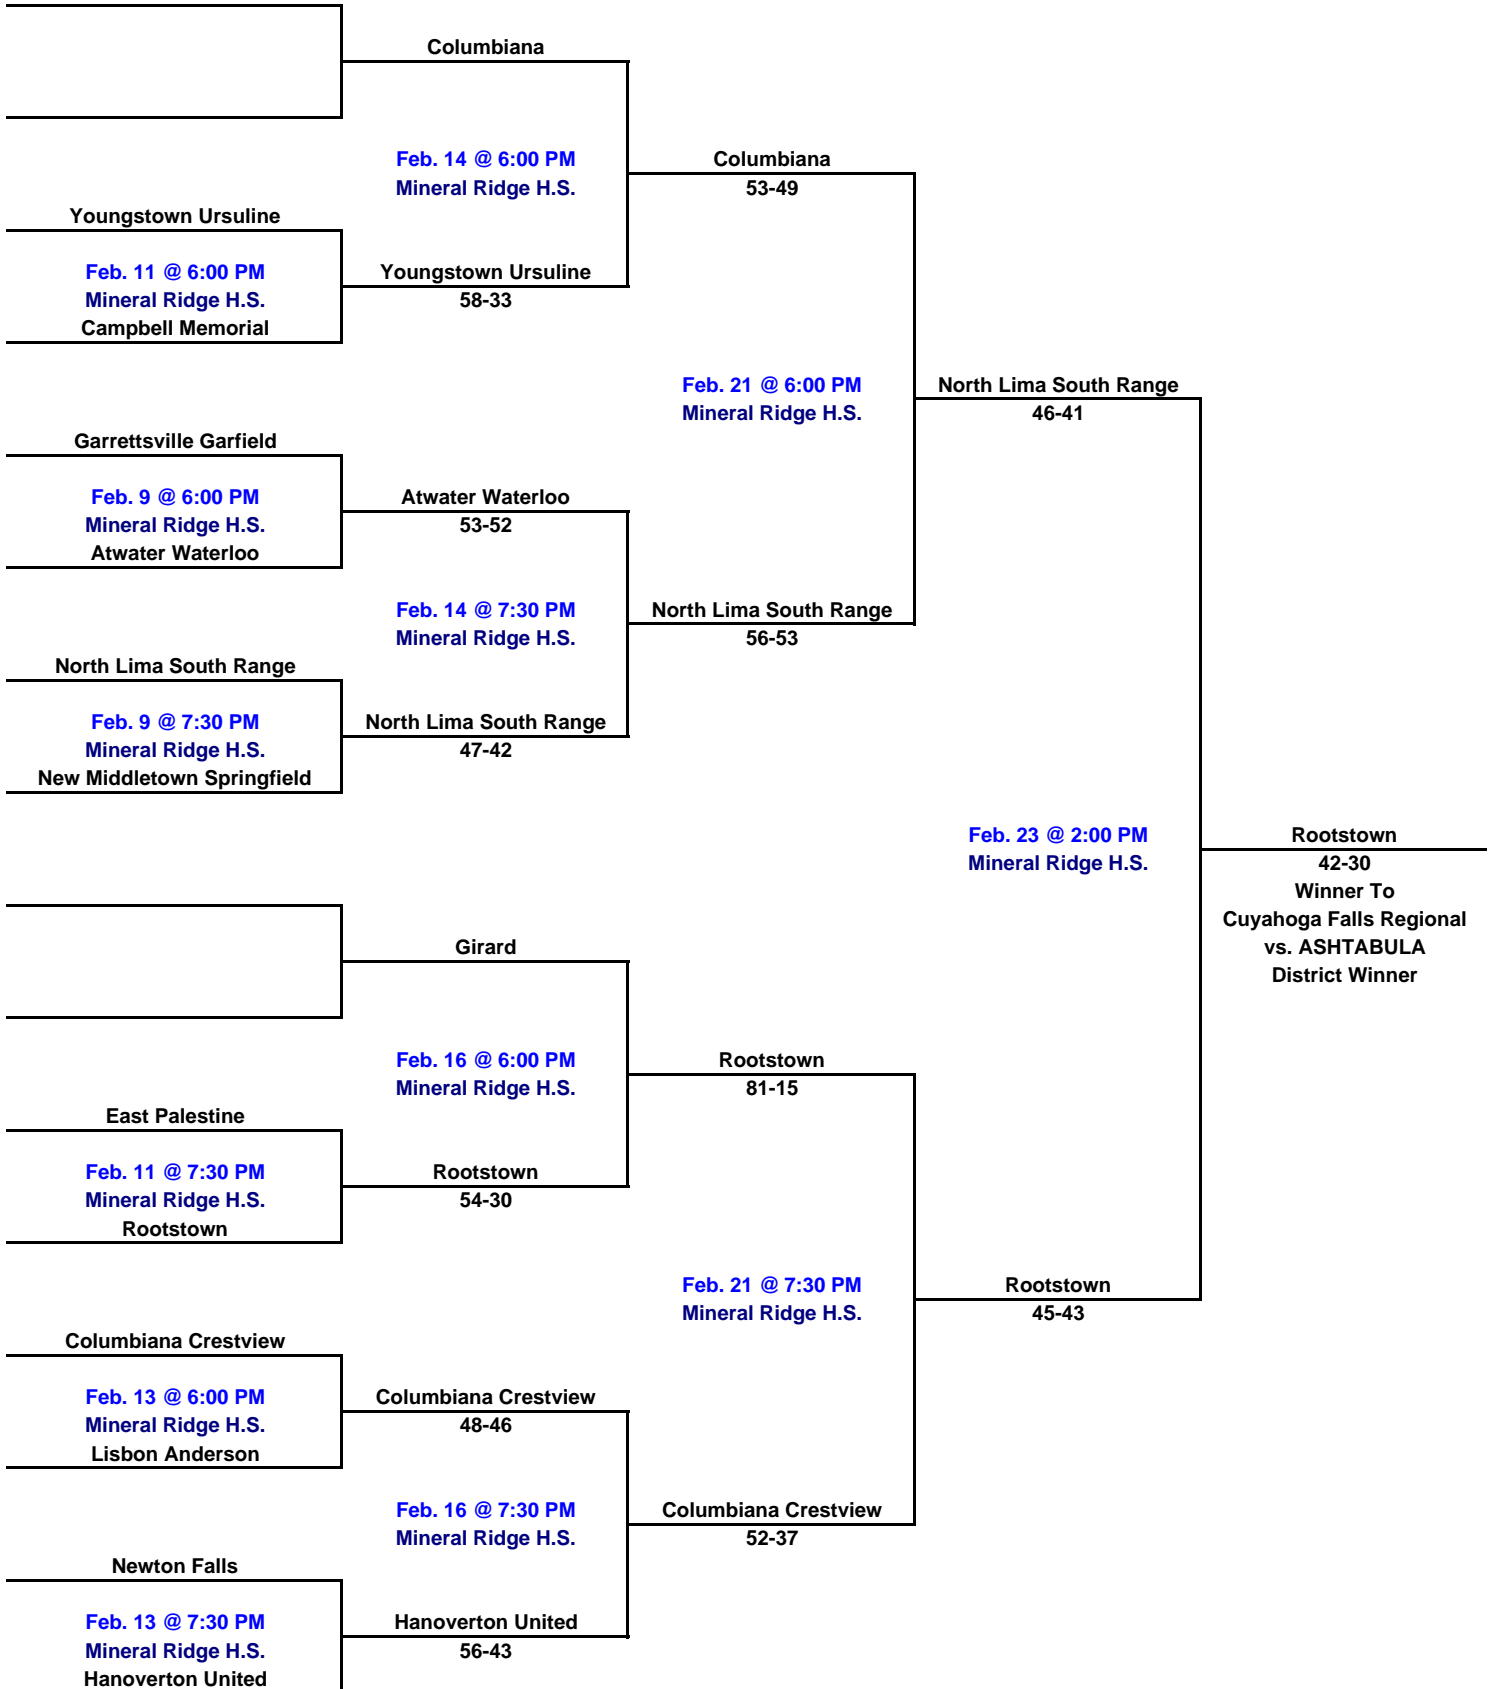 Columbiana
Feb. 14 @ 6:00 PM
Mineral Ridge H.S.
Columbiana
53-49
Youngstown Ursuline
Feb. 11 @ 6:00 PM
Mineral Ridge H.S.
Campbell Memorial
Youngstown Ursuline
58-33
Feb. 21 @ 6:00 PM
Mineral Ridge H.S.
North Lima South Range
46-41
Garrettsville Garfield
Feb. 9 @ 6:00 PM
Mineral Ridge H.S.
Atwater Waterloo
Atwater Waterloo
53-52
Feb. 14 @ 7:30 PM
Mineral Ridge H.S.
North Lima South Range
56-53
North Lima South Range
Feb. 9 @ 7:30 PM
Mineral Ridge H.S.
New Middletown Springfield
North Lima South Range
47-42
Feb. 23 @ 2:00 PM
Mineral Ridge H.S.
Rootstown
42-30
Winner To
Cuyahoga Falls Regional
vs. ASHTABULA
District Winner
Girard
Feb. 16 @ 6:00 PM
Mineral Ridge H.S.
Rootstown
81-15
East Palestine
Feb. 11 @ 7:30 PM
Mineral Ridge H.S.
Rootstown
Rootstown
54-30
Feb. 21 @ 7:30 PM
Mineral Ridge H.S.
Rootstown
45-43
Columbiana Crestview
Feb. 13 @ 6:00 PM
Mineral Ridge H.S.
Lisbon Anderson
Columbiana Crestview
48-46
Feb. 16 @ 7:30 PM
Mineral Ridge H.S.
Columbiana Crestview
52-37
Newton Falls
Feb. 13 @ 7:30 PM
Mineral Ridge H.S.
Hanoverton United
Hanoverton United
56-43